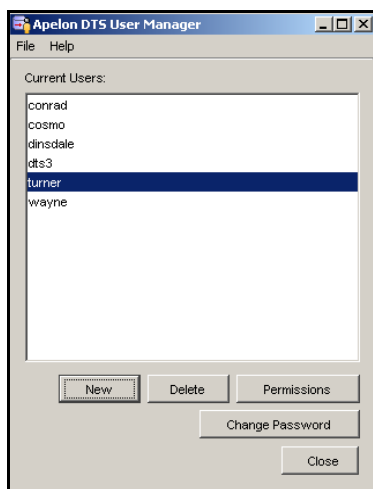 Apelon DTS User Manager
File Help
Current Users:
conrad
cosmo
dinsdale
dts3
turner
wayne
New Delete Permissions
Change Password
Close